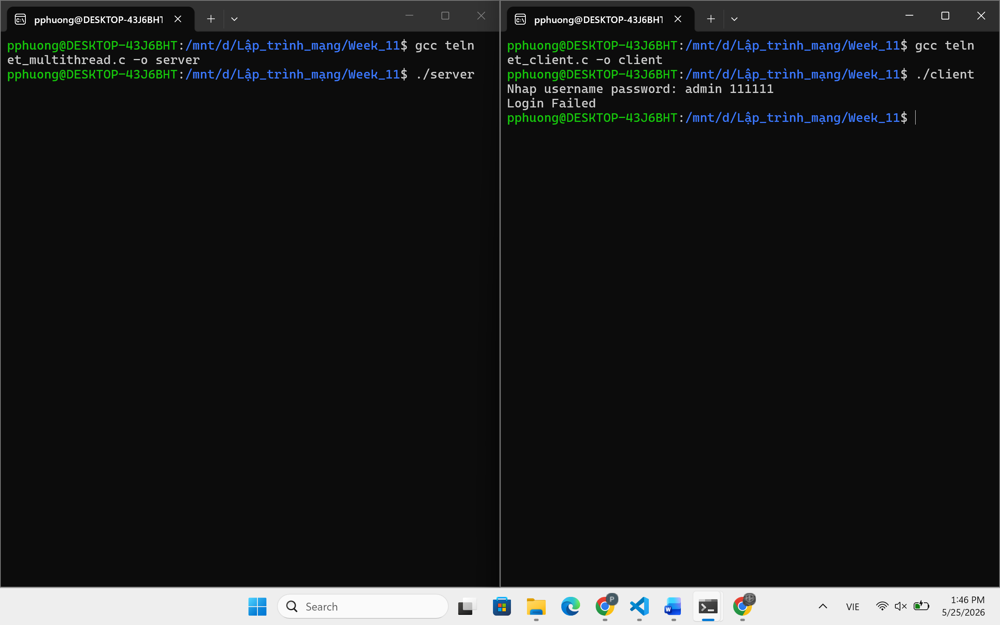 pphuong@DESKTOP-43J6BHT
pphuong@DESKTOP-43J6BHT:/mnt/d/Lập_trình_mạng/Week_11$ gcc teln
et_multithread.c -o server
pphuong@DESKTOP-43J6BHT:/mnt/d/Lập_trình_mạng/Week_11$ ./server
pphuong@DESKTOP-43J6BHT
pphuong@DESKTOP-43J6BHT:/mnt/d/Lập_trình_mạng/Week_11$ gcc teln
et_client.c -o client
pphuong@DESKTOP-43J6BHT:/mnt/d/Lập_trình_mạng/Week_11$ ./client
Nhap username password: admin 111111
Login Failed
pphuong@DESKTOP-43J6BHT:/mnt/d/Lập_trình_mạng/Week_11$
Search
P
W
VIE
1:46 PM
5/25/2026